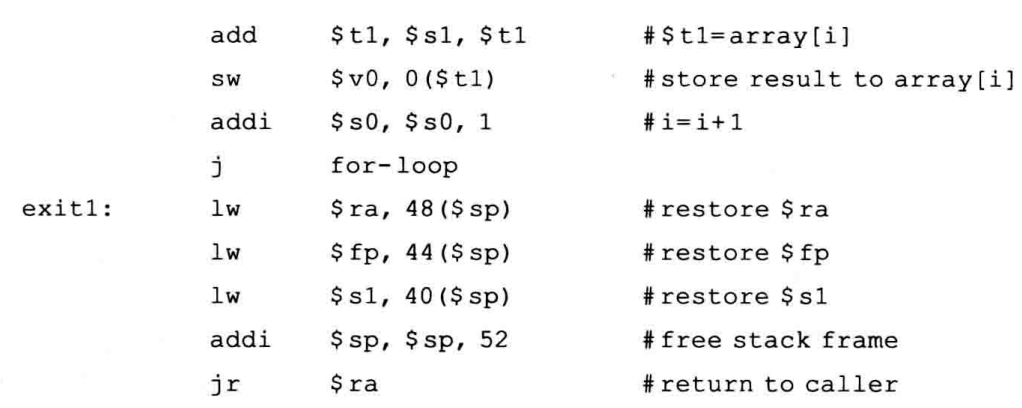 add $t1, $s1, $t1 #$t1=array[i]
sw $v0, 0($t1) #store result to array[i]
addi $s0, $s0, 1 #i=i+1
j for-loop
exit1: lw $ra, 48($sp) #restore $ra
lw $fp, 44($sp) #restore $fp
lw $s1, 40($sp) #restore $s1
addi $sp, $sp, 52 #free stack frame
jr $ra #return to caller